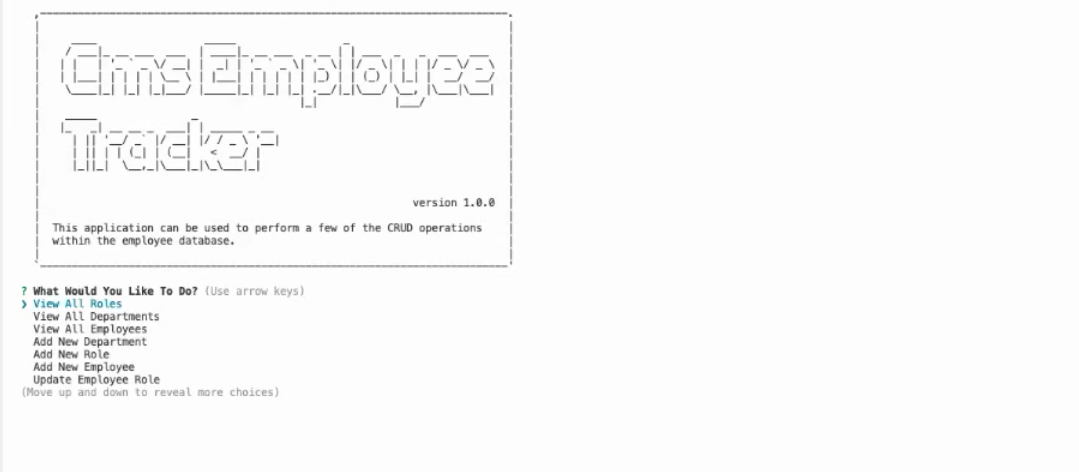 Cms Employee
Tracker
version 1.0.0
This application can be used to perform a few of the CRUD operations
within the employee database.
? What Would You Like To Do? (Use arrow keys)
❯ View All Roles
View All Departments
View All Employees
Add New Department
Add New Role
Add New Employee
Update Employee Role
(Move up and down to reveal more choices)